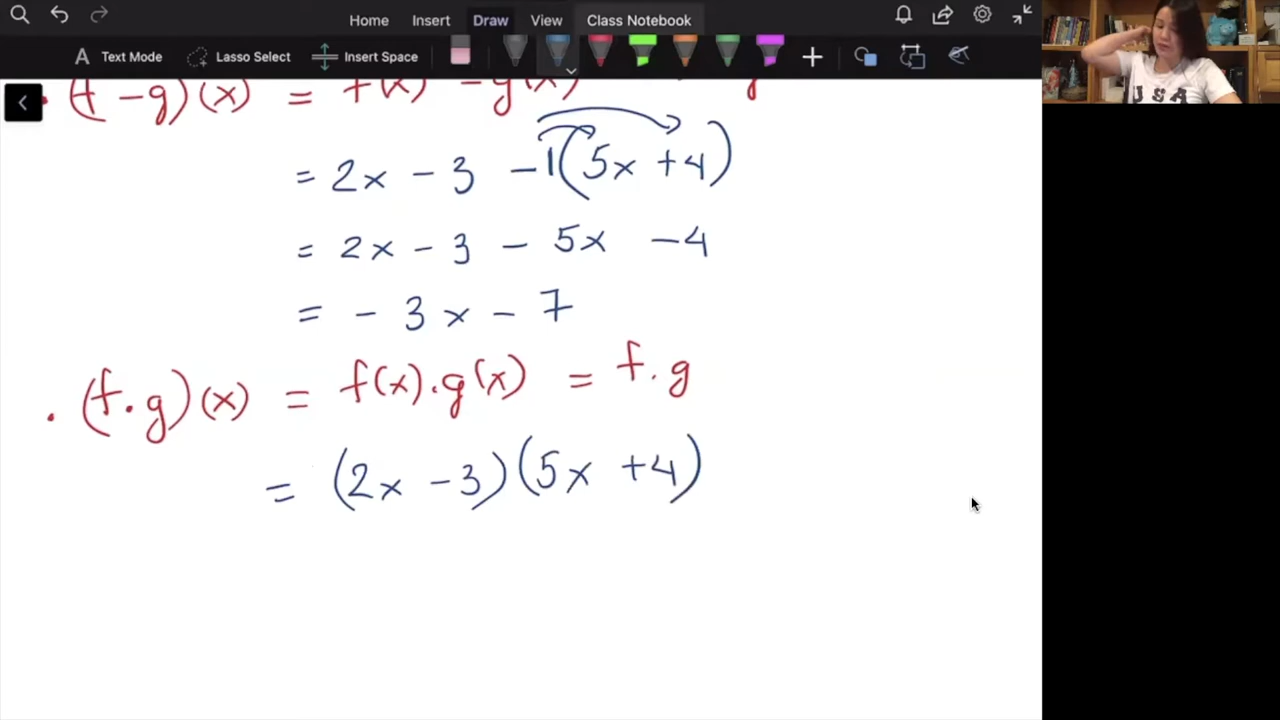 Home Insert Draw View Class Notebook
Text Mode Lasso Select Insert Space
• (f - g)(x) = f(x) - g(x)
= 2x - 3 - 1(5x + 4)
= 2x - 3 - 5x - 4
= - 3x - 7
• (f • g)(x) = f(x) • g(x) = f • g
= (2x - 3)(5x + 4)
USA